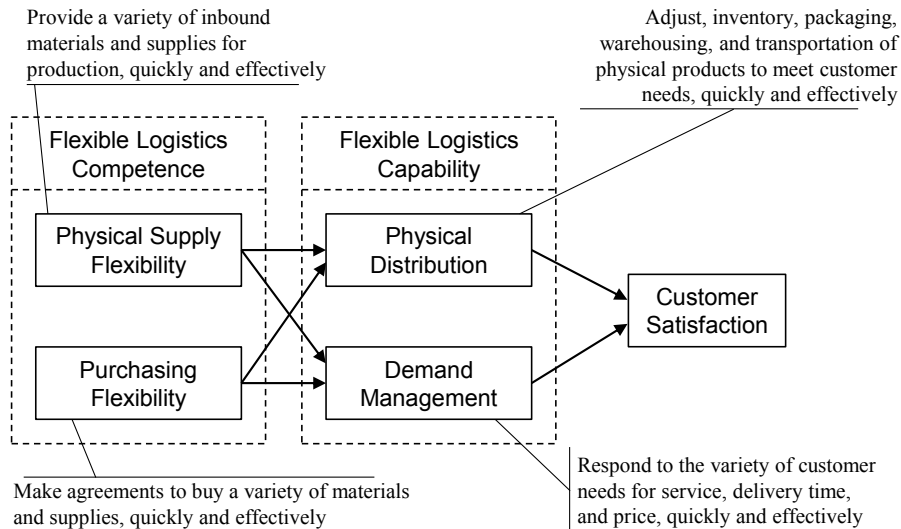 Provide a variety of inbound
materials and supplies for
production, quickly and effectively
Adjust, inventory, packaging,
warehousing, and transportation of
physical products to meet customer
needs, quickly and effectively
Flexible Logistics
Competence
Flexible Logistics
Capability
Physical Supply
Flexibility
Physical
Distribution
Customer
Satisfaction
Purchasing
Flexibility
Demand
Management
Make agreements to buy a variety of materials
and supplies, quickly and effectively
Respond to the variety of customer
needs for service, delivery time,
and price, quickly and effectively